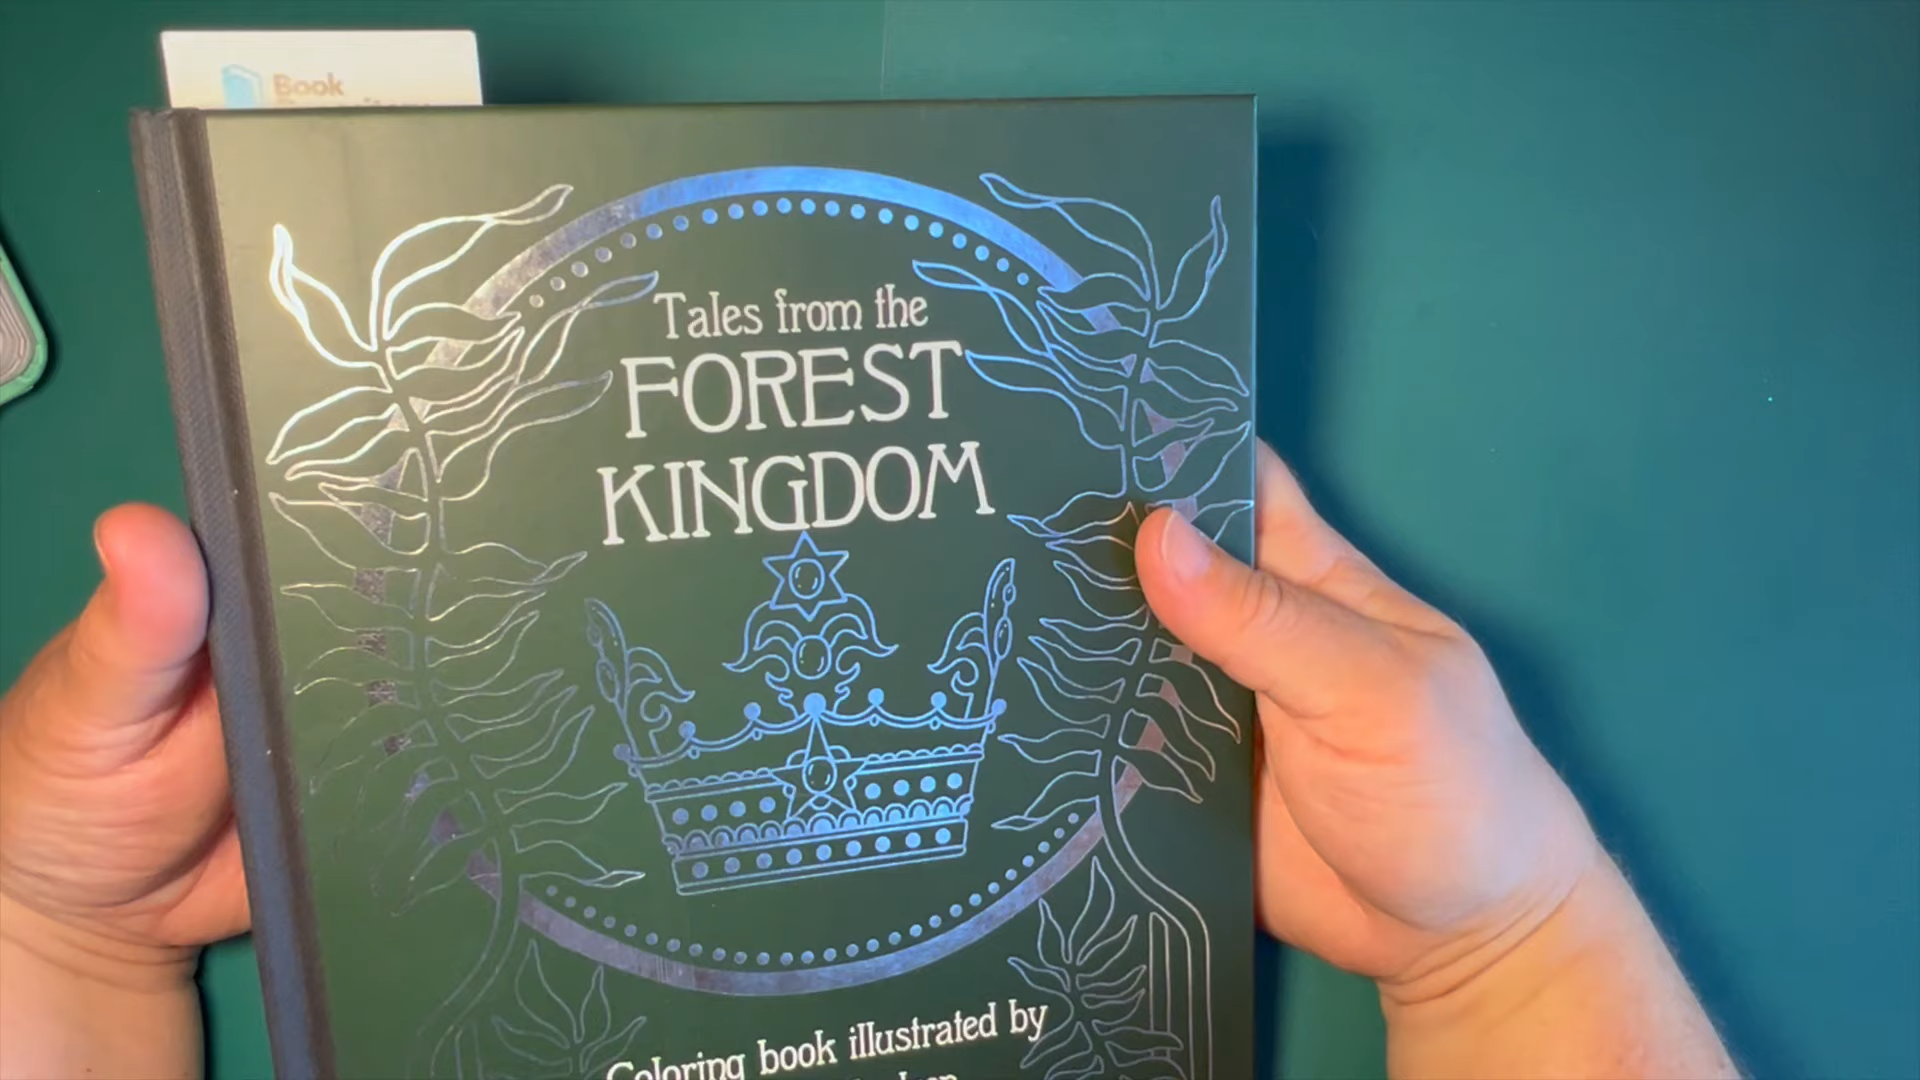 Book
Tales from the
FOREST
KINGDOM
Coloring book illustrated by